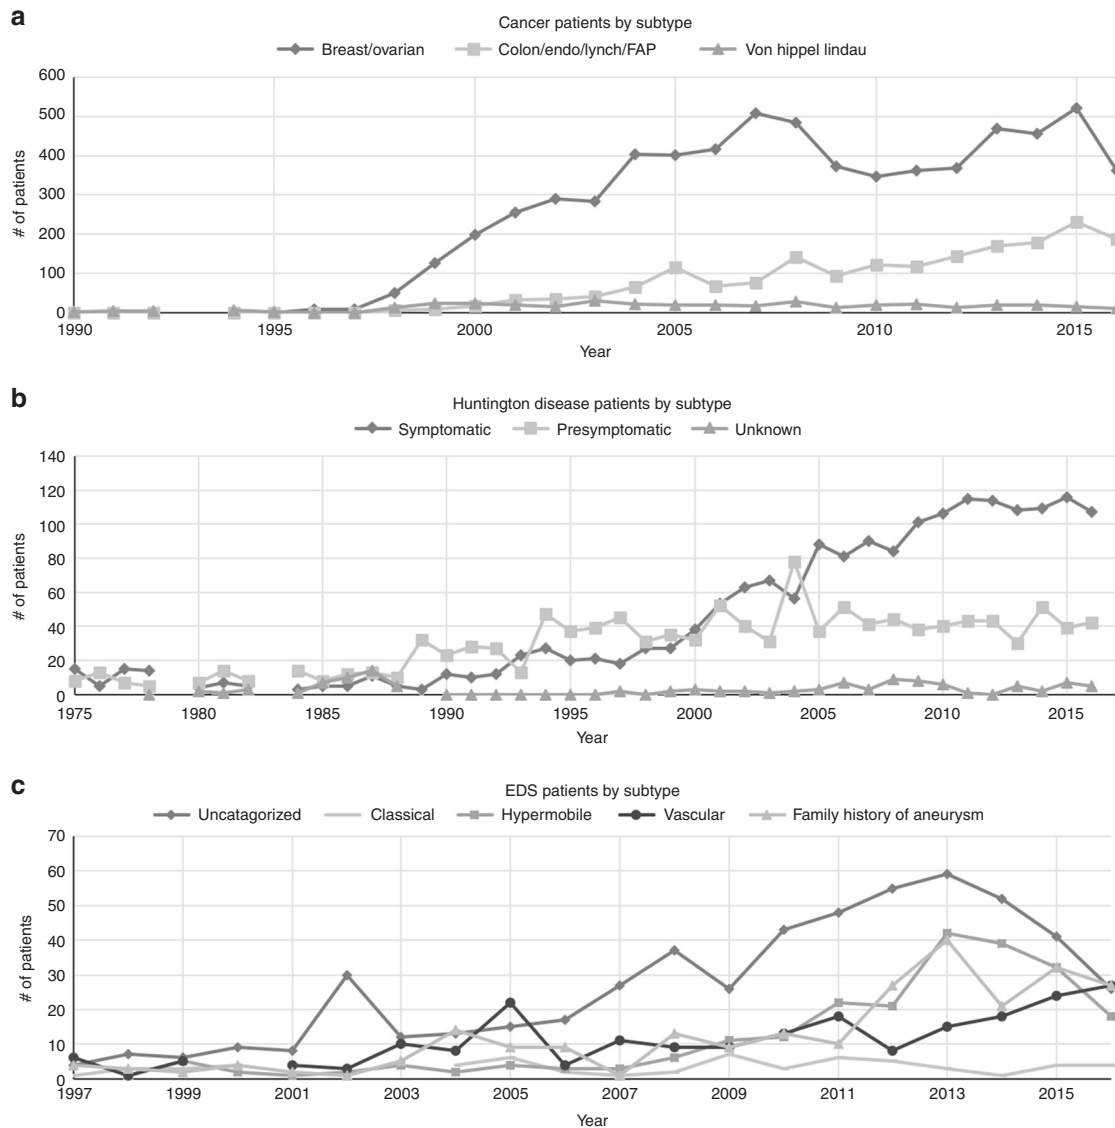 a
Cancer patients by subtype
Breast/ovarian Colon/endo/lynch/FAP Von hippel lindau
600
500
400
300
200
100
0
# of patients
1990 1995 2000 2005 2010 2015
Year
b
Huntington disease patients by subtype
Symptomatic Presymptomatic Unknown
140
120
100
80
60
40
20
0
# of patients
1975 1980 1985 1990 1995 2000 2005 2010 2015
Year
c
EDS patients by subtype
Uncatagorized Classical Hypermobile Vascular Family history of aneurysm
70
60
50
40
30
20
10
0
# of patients
1997 1999 2001 2003 2005 2007 2009 2011 2013 2015
Year